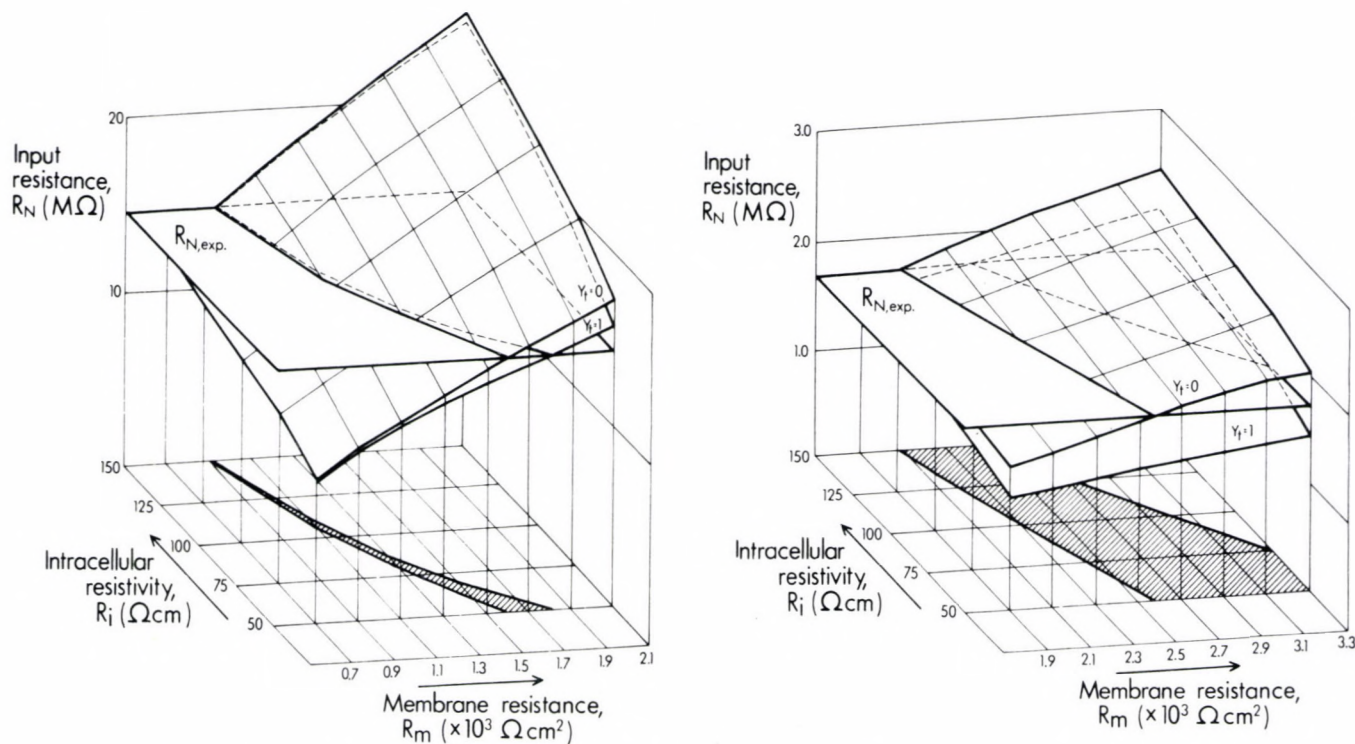 20
Input
resistance,
R_N (MΩ)
R_N,exp.
10
Y_t=0
Y_t=1
150
125
100
75
50
Intracellular
resistivity,
R_i (Ωcm)
0.7 0.9 1.1 1.3 1.5 1.7 1.9 2.1
Membrane resistance,
R_m (×10³ Ωcm²)
3.0
Input
resistance,
R_N (MΩ)
2.0
R_N,exp.
1.0
Y_t=0
Y_t=1
150
125
100
75
50
Intracellular
resistivity,
R_i (Ωcm)
1.9 2.1 2.3 2.5 2.7 2.9 3.1 3.3
Membrane resistance,
R_m (×10³ Ωcm²)